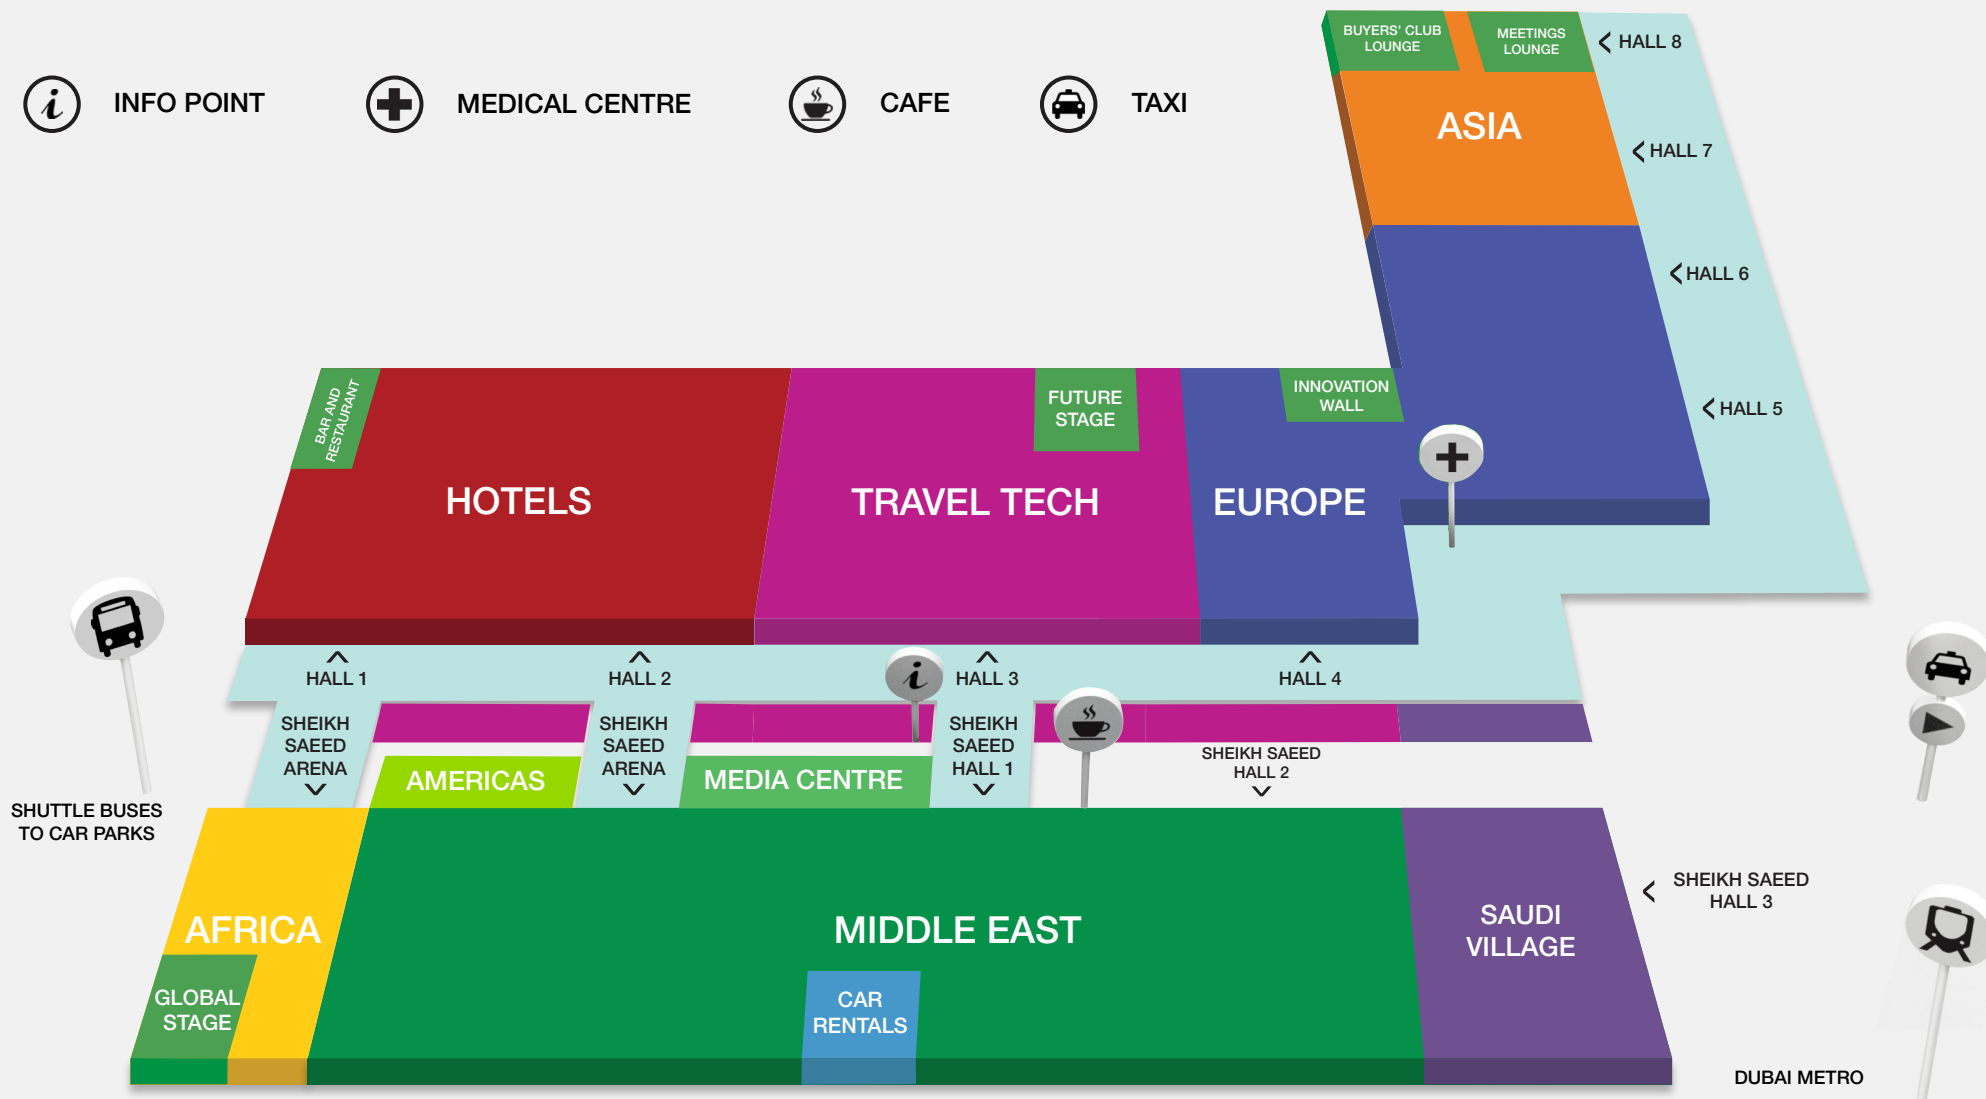 INFO POINT
MEDICAL CENTRE
CAFE
TAXI
BUYERS' CLUB
LOUNGE
MEETINGS
LOUNGE
HALL 8
ASIA
HALL 7
HALL 6
HALL 5
BAR AND
RESTAURANT
FUTURE
STAGE
INNOVATION
WALL
HOTELS
TRAVEL TECH
EUROPE
HALL 1
HALL 2
HALL 3
HALL 4
SHEIKH
SAEED
ARENA
SHEIKH
SAEED
ARENA
SHEIKH
SAEED
HALL 1
SHEIKH SAEED
HALL 2
AMERICAS
MEDIA CENTRE
SHUTTLE BUSES
TO CAR PARKS
AFRICA
MIDDLE EAST
SAUDI
VILLAGE
SHEIKH SAEED
HALL 3
GLOBAL
STAGE
CAR
RENTALS
DUBAI METRO